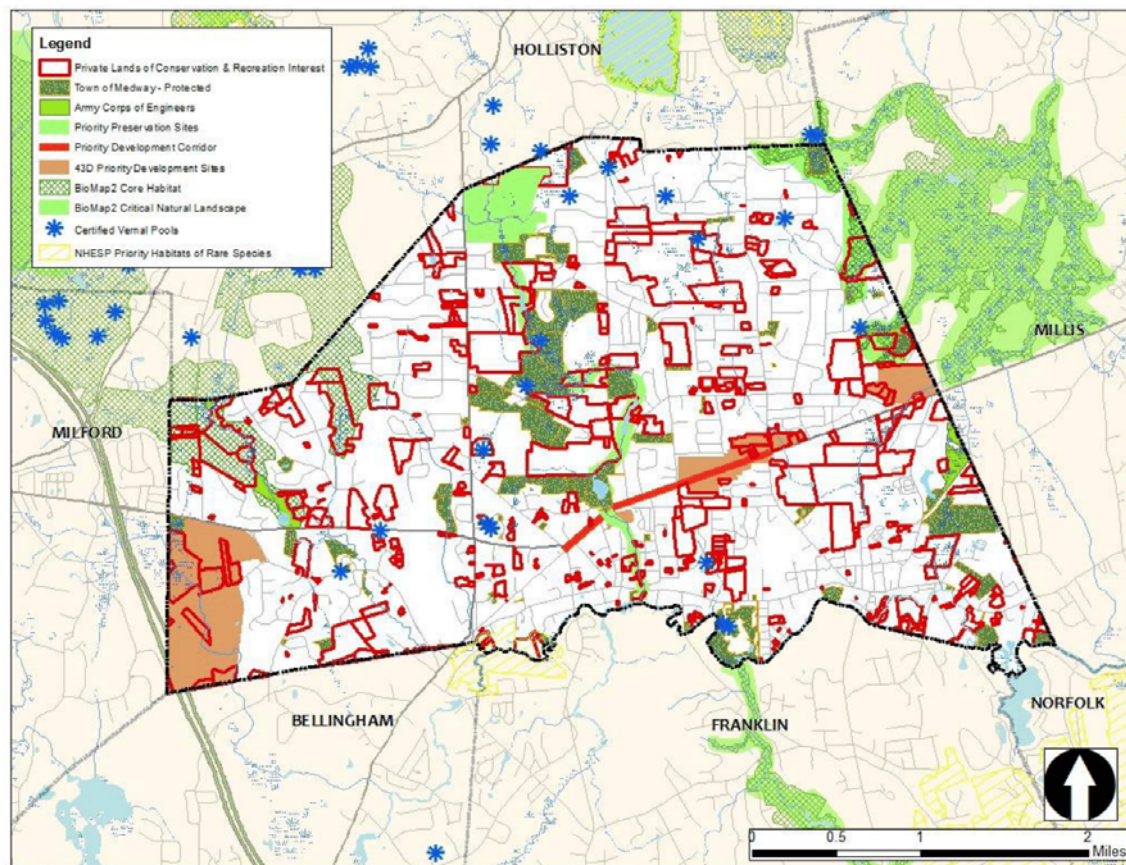 HOLLISTON
Legend
Private Lands of Conservation & Recreation Interest
Town of Medway - Protected
Army Corps of Engineers
Priority Preservation Sites
Priority Development Corridor
43D Priority Development Sites
BioMap2 Core Habitat
BioMap2 Critical Natural Landscape
Certified Vernal Pools
NHESP Priority Habitats of Rare Species
MILLIS
MILFORD
BELLINGHAM
FRANKLIN
NORFOLK
0 0.5 1 2
Miles